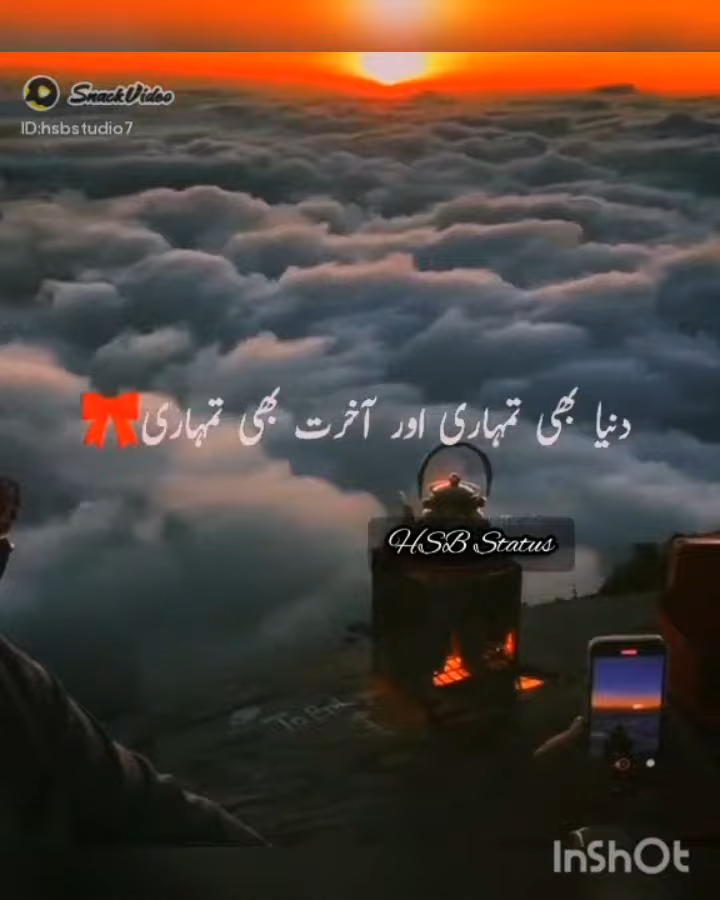 SnackVideo
ID:hsbstudio7
دنیا بھی تمہاری اور آخرت بھی تمہاری🎀
HSB Status
InShOt